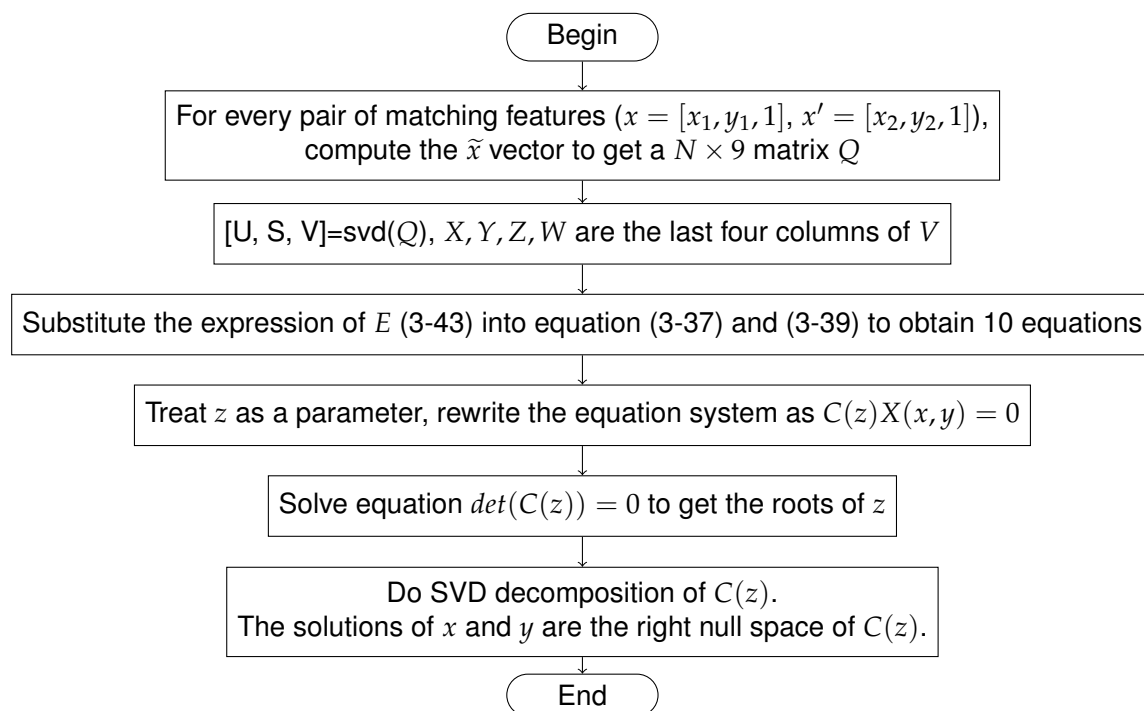 Begin
For every pair of matching features (x = [x₁, y₁, 1], x′ = [x₂, y₂, 1]),
compute the x̃ vector to get a N × 9 matrix Q
[U, S, V]=svd(Q), X, Y, Z, W are the last four columns of V
Substitute the expression of E (3-43) into equation (3-37) and (3-39) to obtain 10 equations
Treat z as a parameter, rewrite the equation system as C(z)X(x, y) = 0
Solve equation det(C(z)) = 0 to get the roots of z
Do SVD decomposition of C(z).
The solutions of x and y are the right null space of C(z).
End